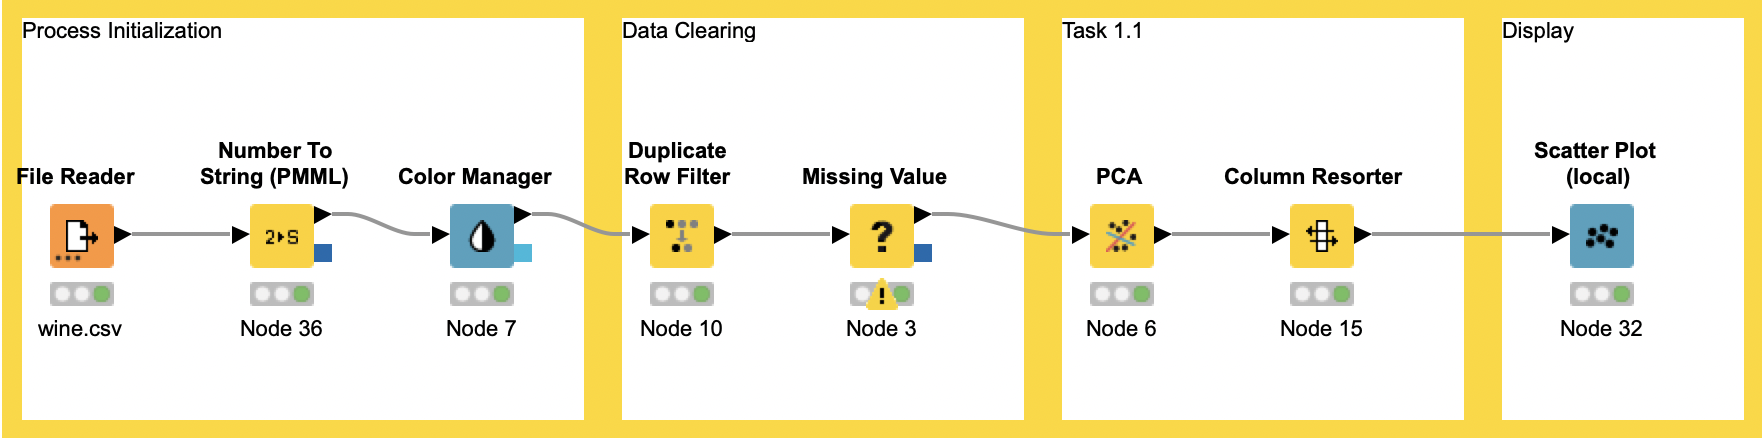 Process Initialization
Data Clearing
Task 1.1
Display
File Reader
Number To
String (PMML)
Color Manager
Duplicate
Row Filter
Missing Value
PCA
Column Resorter
Scatter Plot
(local)
2▸S
?
!
wine.csv
Node 36
Node 7
Node 10
Node 3
Node 6
Node 15
Node 32